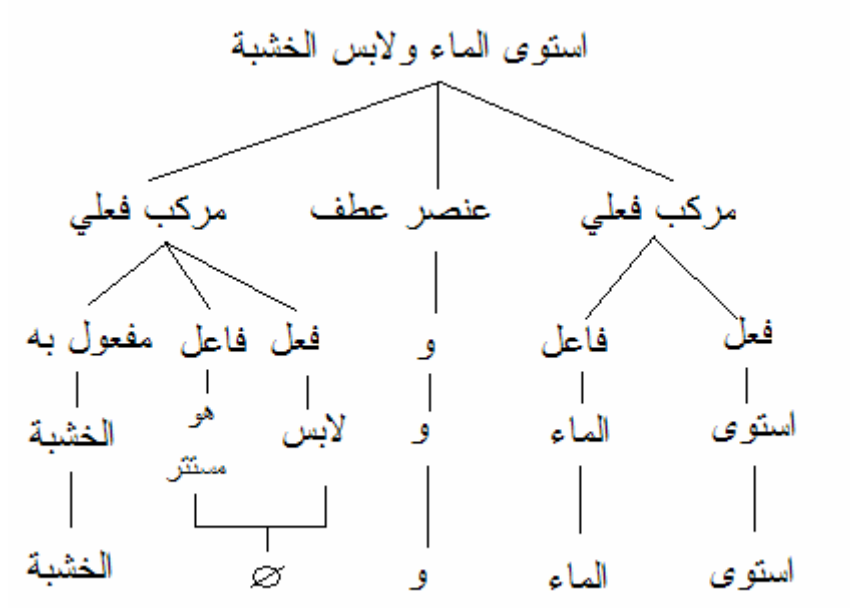 استوى الماء ولابس الخشبة
مركب فعلي عنصر عطف مركب فعلي
فعل فاعل و فعل فاعل مفعول به
استوى الماء و لابس هو الخشبة
مستتر
استوى الماء و ∅ الخشبة